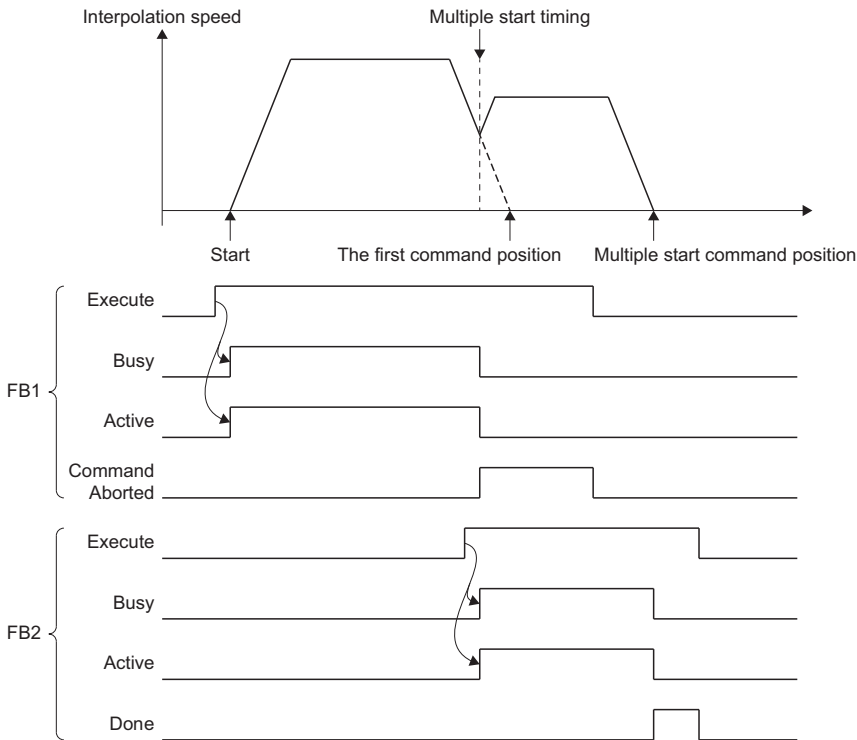 Interpolation speed
Multiple start timing
Start
The first command position
Multiple start command position
FB1
Execute
Busy
Active
Command
Aborted
FB2
Execute
Busy
Active
Done